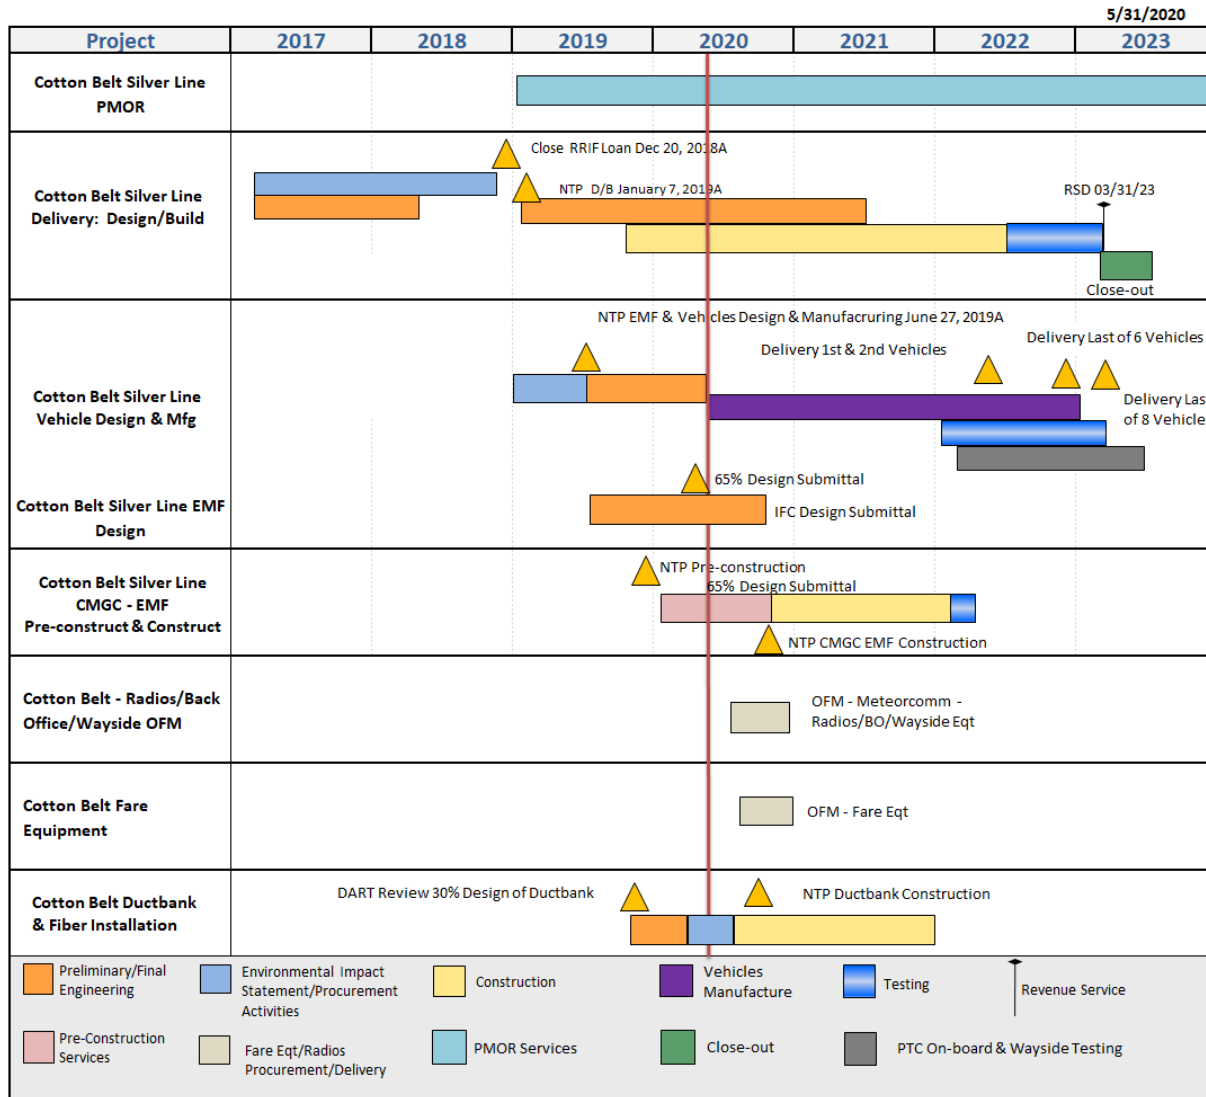 5/31/2020
Project 2017 2018 2019 2020 2021 2022 2023
Cotton Belt Silver Line
PMOR
Close RRIF Loan Dec 20, 2018A
NTP D/B January 7, 2019A
RSD 03/31/23
Cotton Belt Silver Line
Delivery: Design/Build
Close-out
NTP EMF & Vehicles Design & Manufacruring June 27, 2019A
Delivery 1st & 2nd Vehicles
Delivery Last of 6 Vehicles
Cotton Belt Silver Line
Vehicle Design & Mfg
Delivery Las
of 8 Vehicle
65% Design Submittal
Cotton Belt Silver Line EMF
Design
IFC Design Submittal
Cotton Belt Silver Line
CMGC - EMF
Pre-construct & Construct
NTP Pre-construction
65% Design Submittal
NTP CMGC EMF Construction
Cotton Belt - Radios/Back
Office/Wayside OFM
OFM - Meteorcomm -
Radios/BO/Wayside Eqt
Cotton Belt Fare
Equipment
OFM - Fare Eqt
Cotton Belt Ductbank
& Fiber Installation
DART Review 30% Design of Ductbank
NTP Ductbank Construction
Preliminary/Final
Engineering
Environmental Impact
Statement/Procurement
Activities
Construction
Vehicles
Manufacture
Testing
Revenue Service
Pre-Construction
Services
Fare Eqt/Radios
Procurement/Delivery
PMOR Services
Close-out
PTC On-board & Wayside Testing